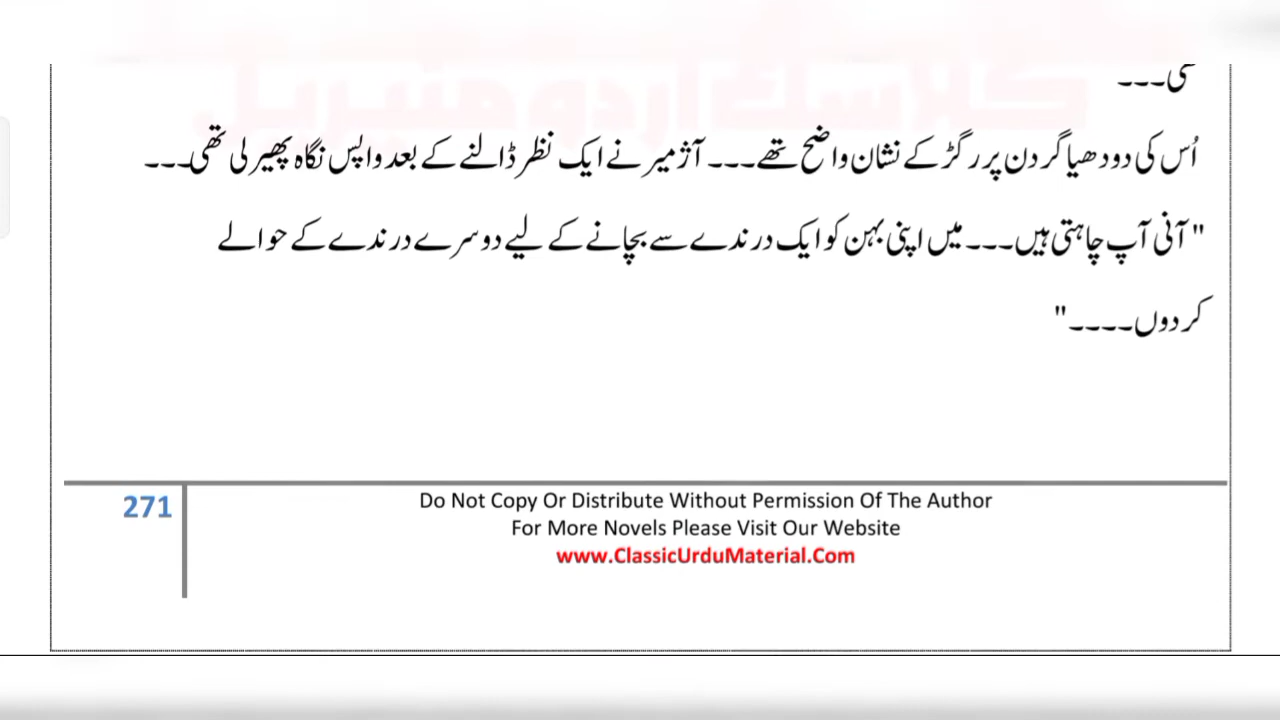 اُس کی دودھیا گردن پر رگڑ کے نشان واضح تھے۔۔۔ آژمیر نے ایک نظر ڈالنے کے بعد واپس نگاہ پھیر لی تھی۔۔۔
"آنی آپ چاہتی ہیں۔۔۔ میں اپنی بہن کو ایک درندے سے بچانے کے لیے دوسرے درندے کے حوالے
کردوں۔۔۔۔"
271
Do Not Copy Or Distribute Without Permission Of The Author
For More Novels Please Visit Our Website
www.ClassicUrduMaterial.Com